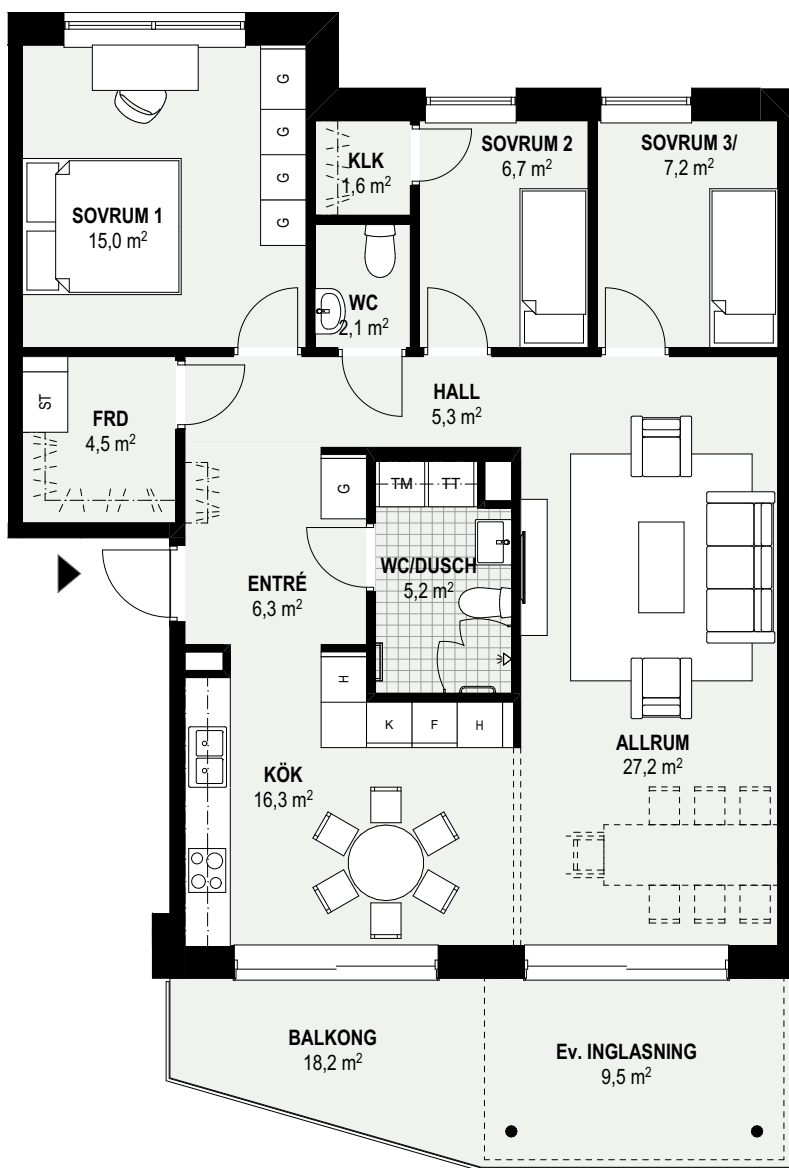 G
G
G
G
SOVRUM 1
15,0 m²
KLK
1,6 m²
SOVRUM 2
6,7 m²
SOVRUM 3/
7,2 m²
WC
2,1 m²
ST
FRD
4,5 m²
HALL
5,3 m²
G
TM
TT
ENTRÉ
6,3 m²
WC/DUSCH
5,2 m²
H
K
F
H
KÖK
16,3 m²
ALLRUM
27,2 m²
BALKONG
18,2 m²
Ev. INGLASNING
9,5 m²